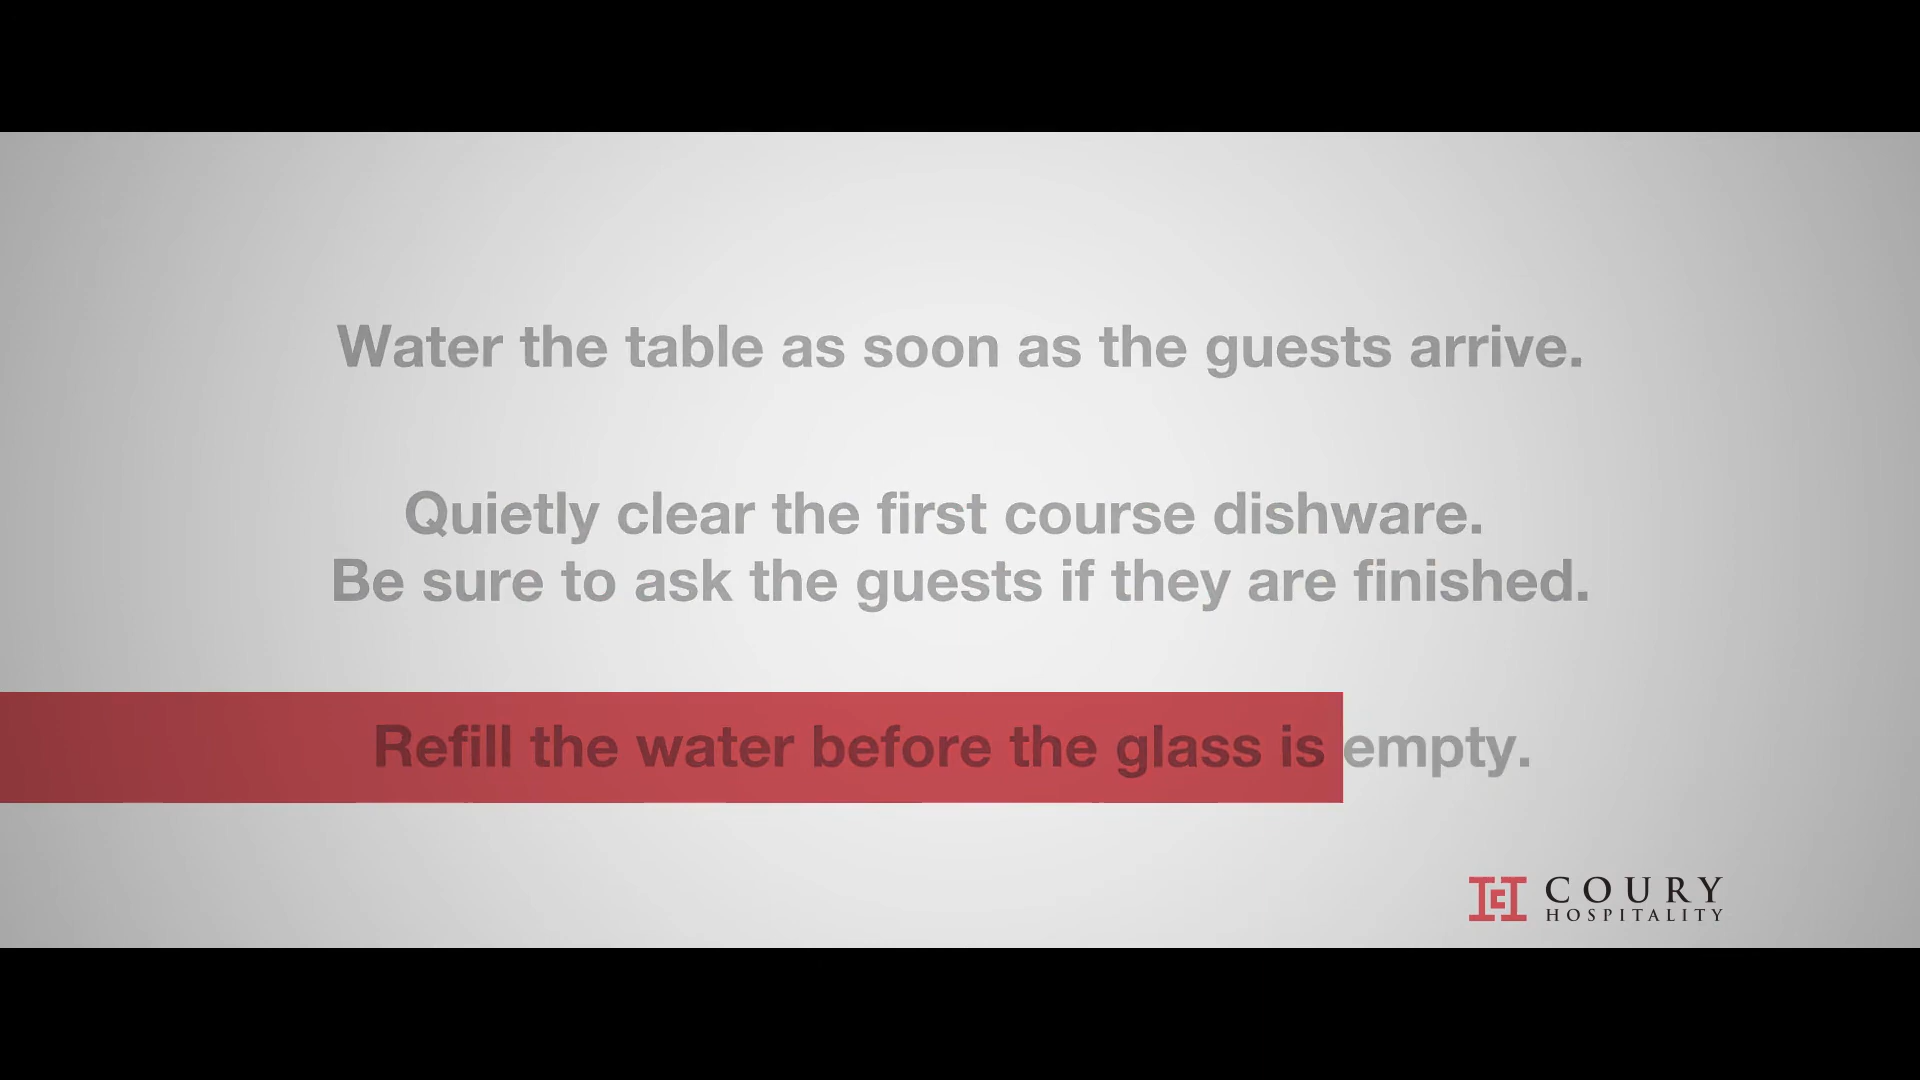 Water the table as soon as the guests arrive.
Quietly clear the first course dishware.
Be sure to ask the guests if they are finished.
Refill the water before the glass is empty.
COURY
HOSPITALITY